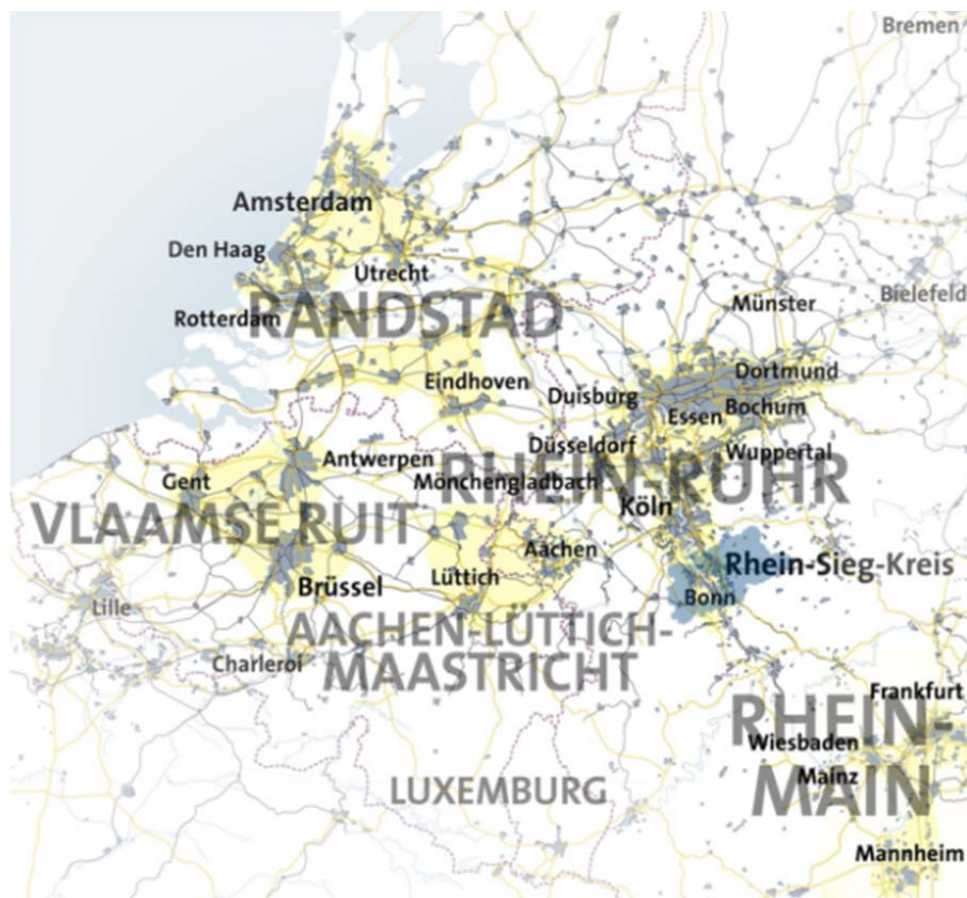 Bremen
Amsterdam
Den Haag
Utrecht
Bielefeld
Münster
RANDSTAD
Rotterdam
Dortmund
Eindhoven
Duisburg
Essen
Bochum
Düsseldorf
Wuppertal
Antwerpen
Gent
Mönchengladbach
RHEIN-RUHR
Köln
VLAAMSE RUIT
Aachen
Rhein-Sieg-Kreis
Lüttich
Brüssel
Bonn
Lille
AACHEN-LÜTTICH-
MAASTRICHT
Charleroi
Frankfurt
RHEIN-
MAIN
Wiesbaden
Mainz
LUXEMBURG
Mannheim